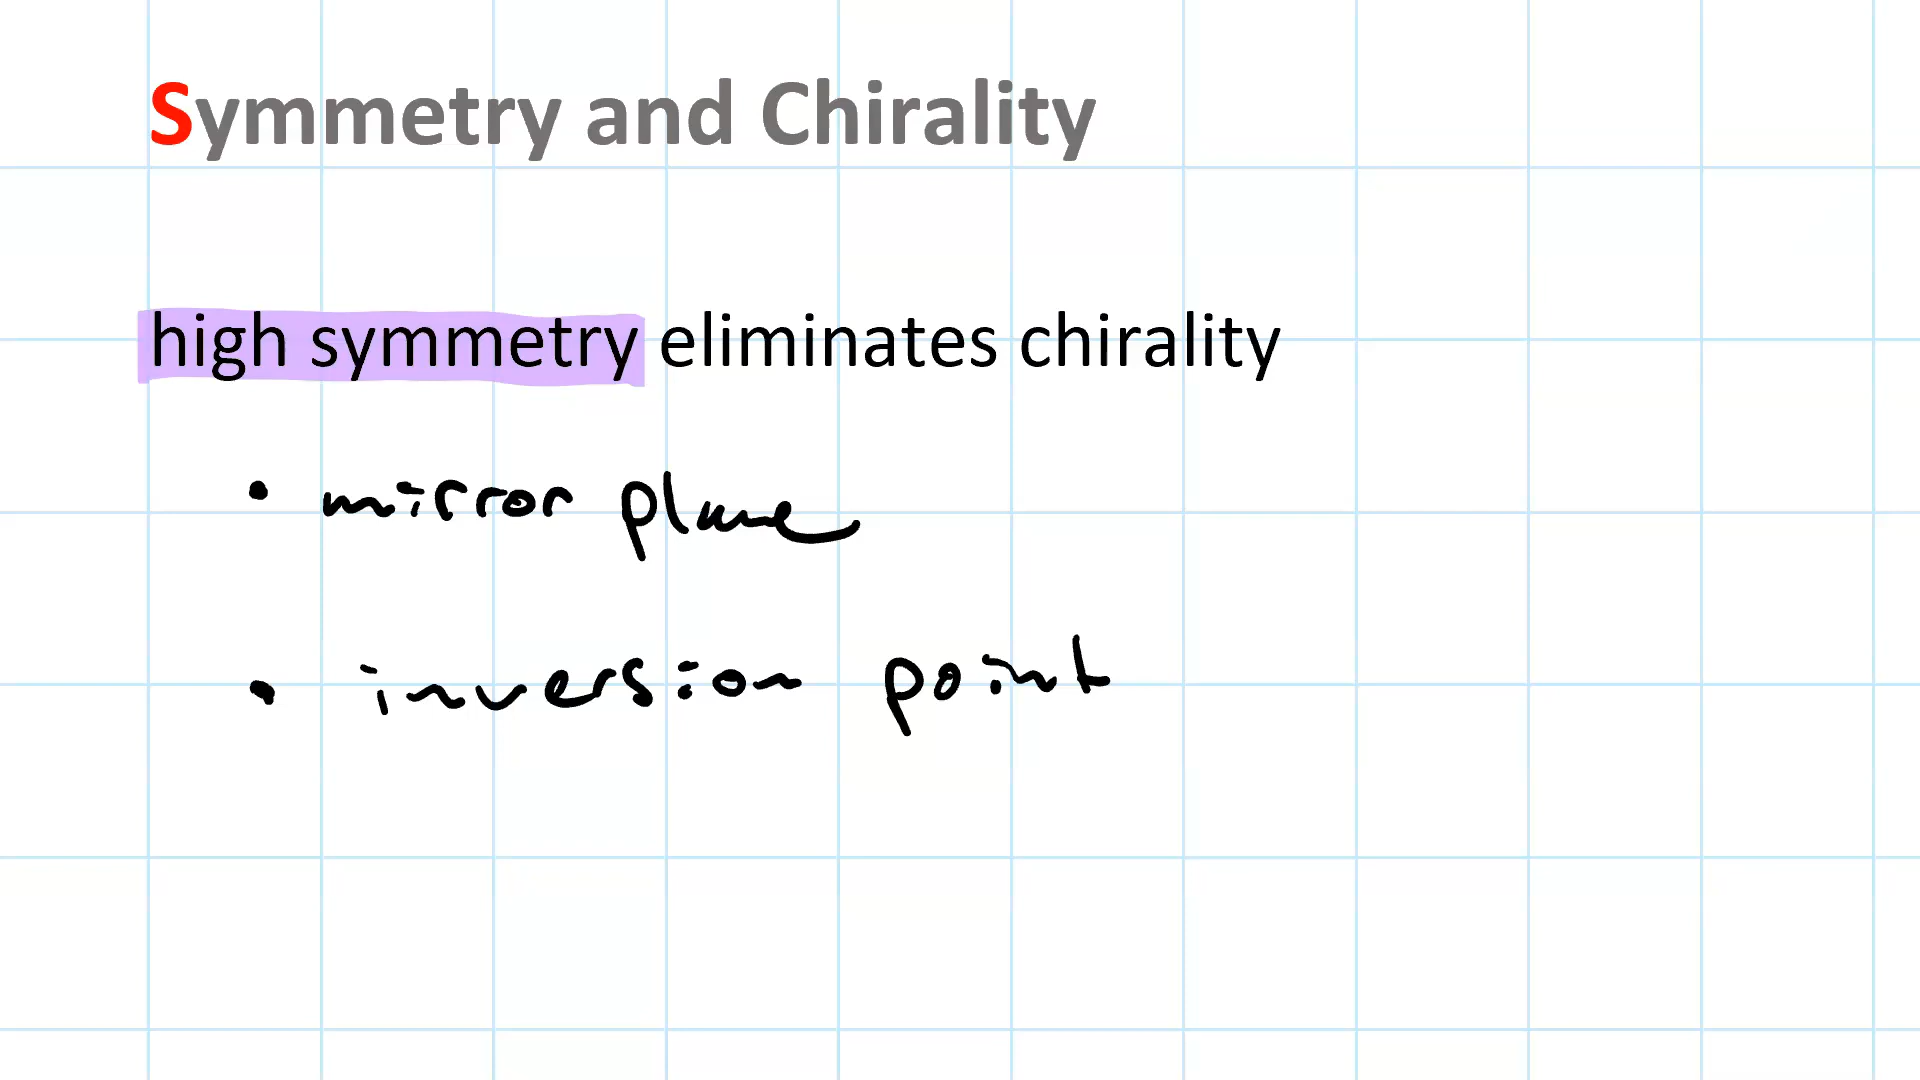 Symmetry and Chirality
high symmetry eliminates chirality
• mirror plane
• inversion point